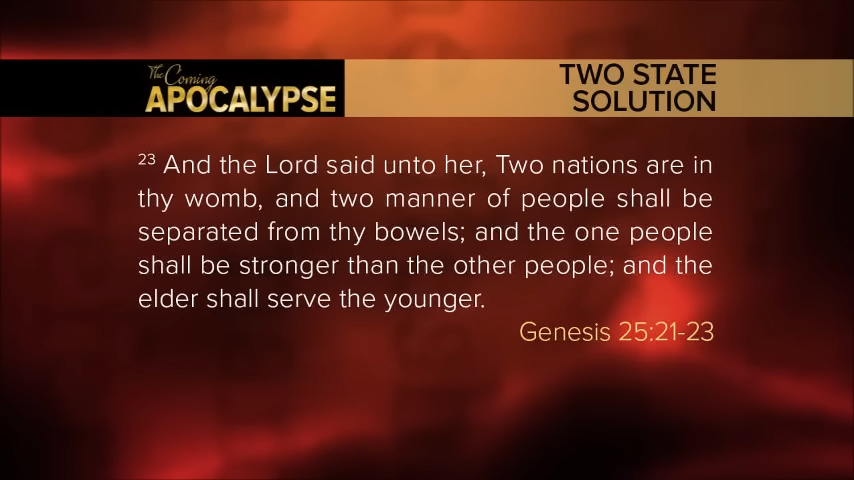 The Coming
APOCALYPSE
TWO STATE
SOLUTION
23 And the Lord said unto her, Two nations are in
thy womb, and two manner of people shall be
separated from thy bowels; and the one people
shall be stronger than the other people; and the
elder shall serve the younger.
Genesis 25:21-23